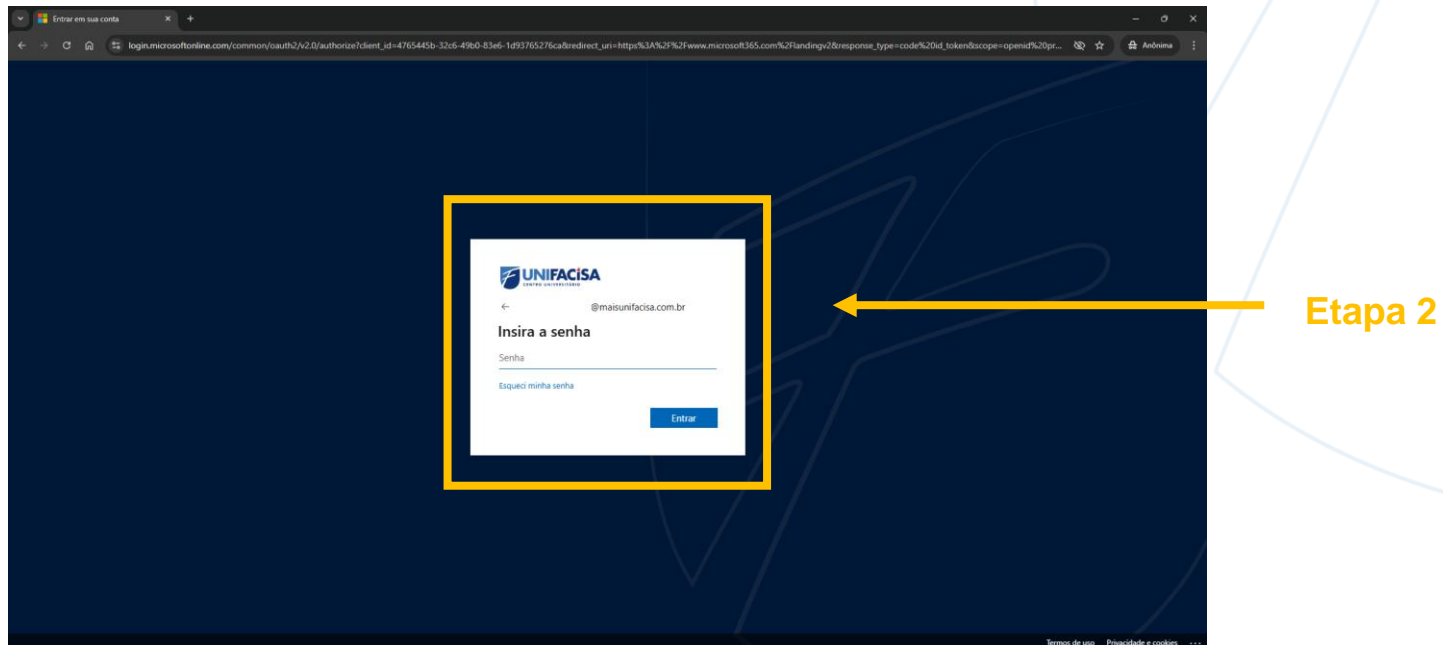 Entrar em sua conta
login.microsoftonline.com/common/oauth2/v2.0/authorize?client_id=4765445b-32c6-49b0-83e6-1d93765276ca&redirect_uri=https%3A%2F%2Fwww.microsoft365.com%2Flandingv2&response_type=code%20id_token&scope=openid%20pr...
Anônima
UNIFACISA
CENTRO UNIVERSITÁRIO
@maisunifacisa.com.br
Insira a senha
Senha
Esqueci minha senha
Entrar
Etapa 2
Termos de uso Privacidade e cookies ...